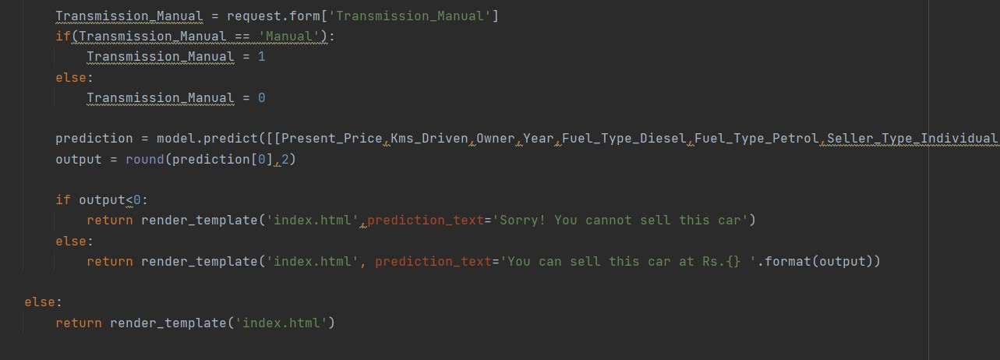 Transmission_Manual = request.form['Transmission_Manual']
if(Transmission_Manual == 'Manual'):
Transmission_Manual = 1
else:
Transmission_Manual = 0
prediction = model.predict([[Present_Price,Kms_Driven,Owner,Year,Fuel_Type_Diesel,Fuel_Type_Petrol,Seller_Type_Individual
output = round(prediction[0],2)
if output<0:
return render_template('index.html',prediction_text='Sorry! You cannot sell this car')
else:
return render_template('index.html', prediction_text='You can sell this car at Rs.{} '.format(output))
else:
return render_template('index.html')